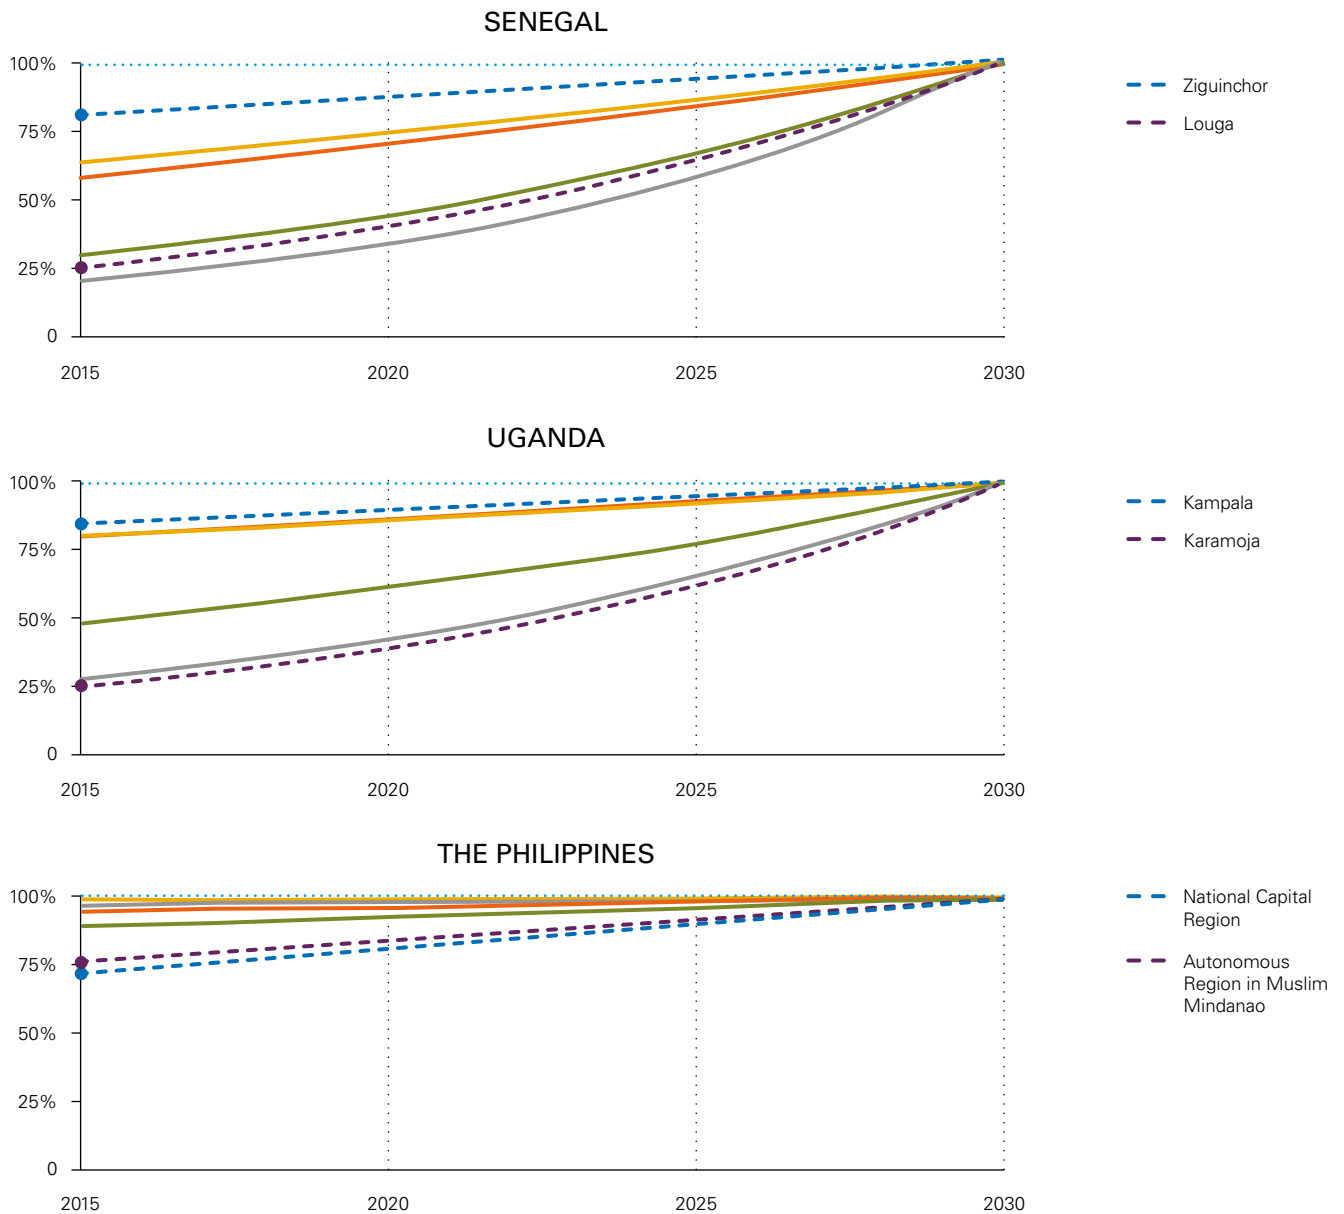 SENEGAL
100%
75%
50%
25%
0
2015
2020
2025
2030
Ziguinchor
Louga
UGANDA
100%
75%
50%
25%
0
2015
2020
2025
2030
Kampala
Karamoja
THE PHILIPPINES
100%
75%
50%
25%
0
2015
2020
2025
2030
National Capital
Region
Autonomous
Region in Muslim
Mindanao